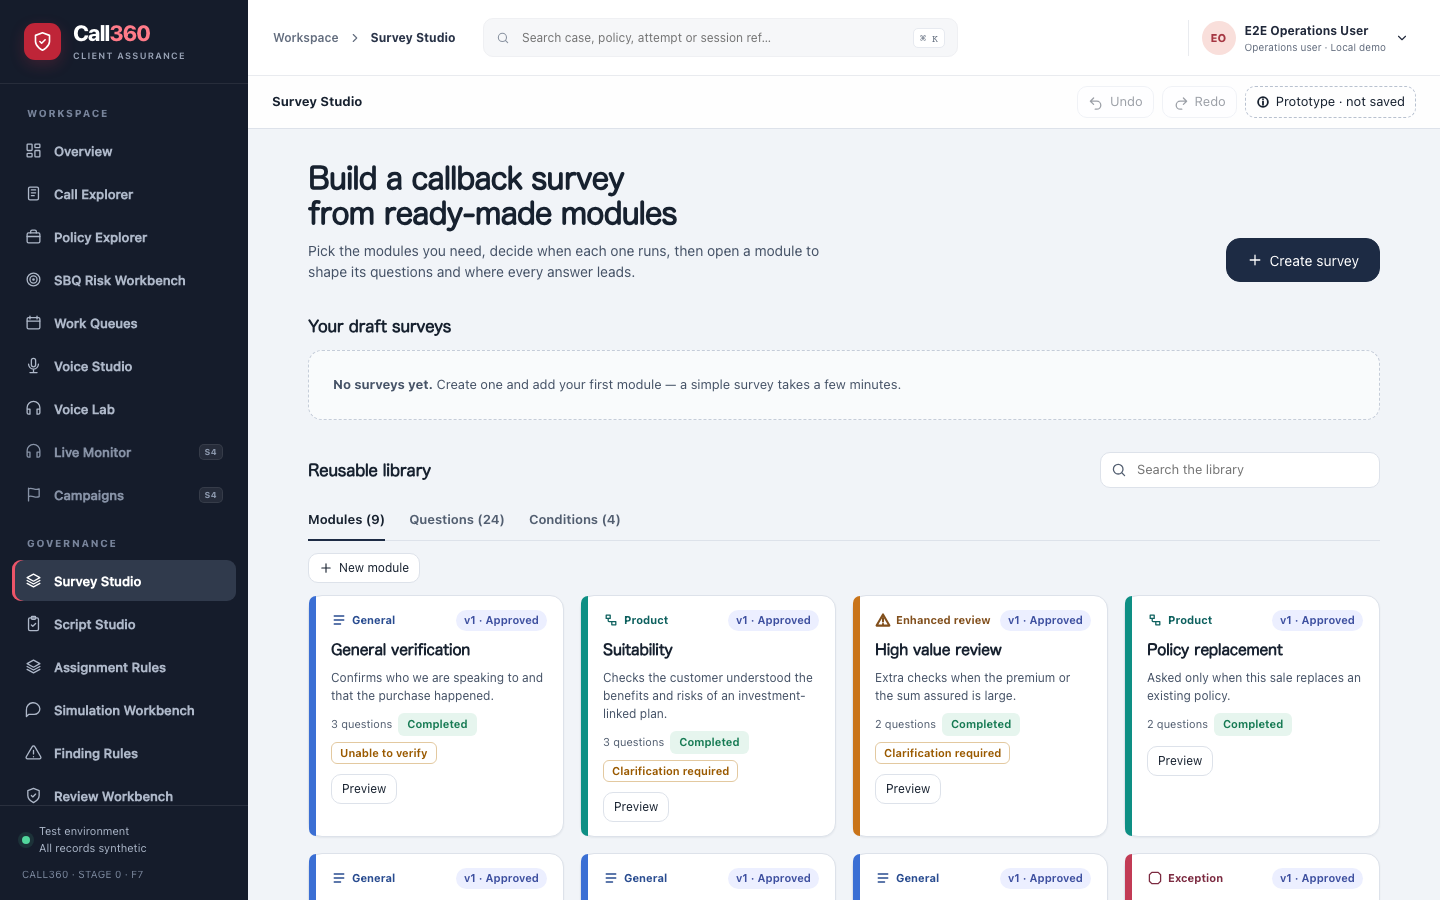 Call360
CLIENT ASSURANCE
WORKSPACE
Overview
Call Explorer
Policy Explorer
SBQ Risk Workbench
Work Queues
Voice Studio
Voice Lab
Live Monitor S4
Campaigns S4
GOVERNANCE
Survey Studio
Script Studio
Assignment Rules
Simulation Workbench
Finding Rules
Review Workbench
Test environment
All records synthetic
CALL360 · STAGE 0 · F7
Workspace > Survey Studio
Search case, policy, attempt or session ref... ⌘ K
EO
E2E Operations User
Operations user · Local demo
Survey Studio
Undo
Redo
Prototype · not saved
Build a callback survey
from ready-made modules
Pick the modules you need, decide when each one runs, then open a module to
shape its questions and where every answer leads.
+ Create survey
Your draft surveys
No surveys yet. Create one and add your first module — a simple survey takes a few minutes.
Reusable library
Search the library
Modules (9) Questions (24) Conditions (4)
+ New module
General v1 · Approved
General verification
Confirms who we are speaking to and
that the purchase happened.
3 questions Completed
Unable to verify
Preview
Product v1 · Approved
Suitability
Checks the customer understood the
benefits and risks of an investment-
linked plan.
3 questions Completed
Clarification required
Preview
Enhanced review v1 · Approved
High value review
Extra checks when the premium or
the sum assured is large.
2 questions Completed
Clarification required
Preview
Product v1 · Approved
Policy replacement
Asked only when this sale replaces an
existing policy.
2 questions Completed
Preview
General v1 · Approved
General v1 · Approved
General v1 · Approved
Exception v1 · Approved